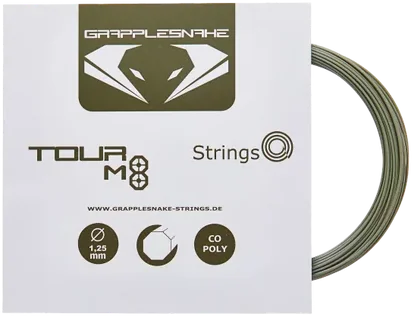 GRAPPLESNAKE
TOUR
M8
Strings
WWW.GRAPPLESNAKE-STRINGS.DE
1,25
mm
CO
POLY